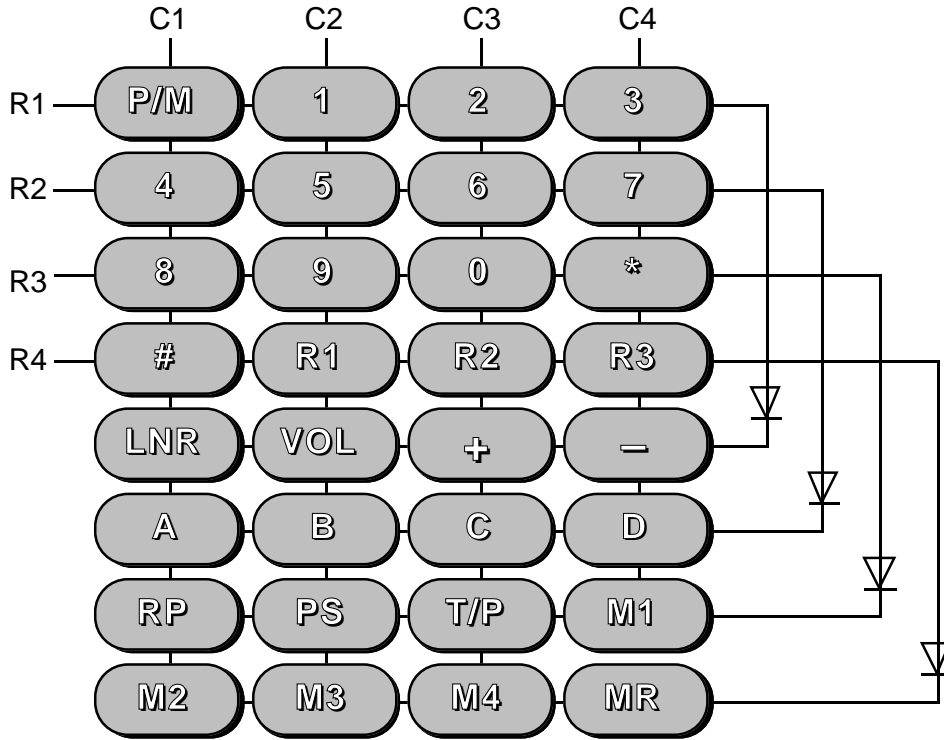 C1 C2 C3 C4
R1 P/M 1 2 3
R2 4 5 6 7
R3 8 9 0 *
R4 # R1 R2 R3
LNR VOL + −
A B C D
RP PS T/P M1
M2 M3 M4 MR